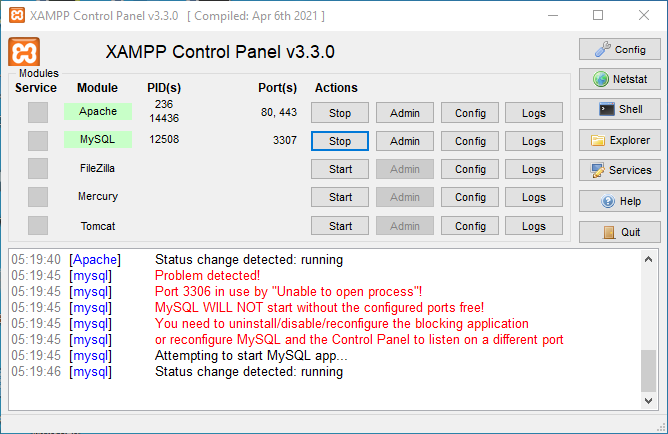 XAMPP Control Panel v3.3.0 [ Compiled: Apr 6th 2021 ]
XAMPP Control Panel v3.3.0
Config
Modules
Service Module PID(s) Port(s) Actions
Netstat
Apache 236 14436 80, 443 Stop Admin Config Logs
Shell
MySQL 12508 3307 Stop Admin Config Logs
Explorer
FileZilla Start Admin Config Logs
Services
Mercury Start Admin Config Logs
Help
Tomcat Start Admin Config Logs
Quit
05:19:40 [Apache] Status change detected: running
05:19:45 [mysql] Problem detected!
05:19:45 [mysql] Port 3306 in use by "Unable to open process"!
05:19:45 [mysql] MySQL WILL NOT start without the configured ports free!
05:19:45 [mysql] You need to uninstall/disable/reconfigure the blocking application
05:19:45 [mysql] or reconfigure MySQL and the Control Panel to listen on a different port
05:19:45 [mysql] Attempting to start MySQL app...
05:19:46 [mysql] Status change detected: running